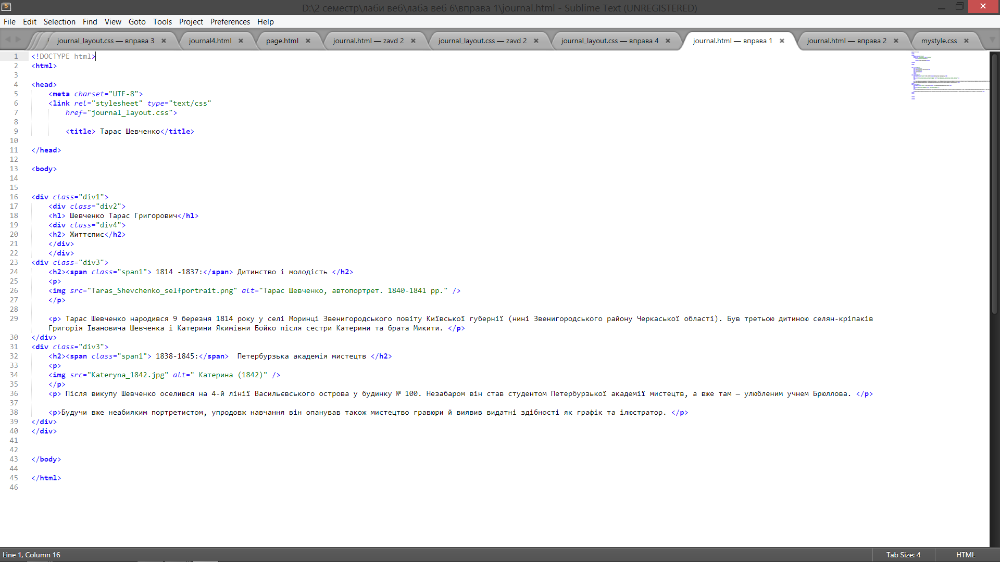 D:\2 семестр\лаби веб\лаба веб 6\вправа 1\journal.html - Sublime Text (UNREGISTERED)
File Edit Selection Find View Goto Tools Project Preferences Help
journal_layout.css — вправа 3 journal4.html page.html journal.html — zavd 2 journal_layout.css — zavd 2 journal_layout.css — вправа 4 journal.html — вправа 1 journal.html — вправа 2 mystyle.css
1 <!DOCTYPE html>
2 <html>
3
4 <head>
5 <meta charset="UTF-8">
6 <link rel="stylesheet" type="text/css"
7 href="journal_layout.css">
8
9 <title> Тарас Шевченко</title>
10
11 </head>
12
13 <body>
14
15
16 <div class="div1">
17 <div class="div2">
18 <h1> Шевченко Тарас Григорович</h1>
19 <div class="div4">
20 <h2> Життєпис</h2>
21 </div>
22 </div>
23 <div class="div3">
24 <h2><span class="span1"> 1814 -1837:</span> Дитинство і молодість </h2>
25 <p>
26 <img src="Taras_Shevchenko_selfportrait.png" alt="Тарас Шевченко, автопортрет. 1840-1841 рр." />
27 </p>
28
29 <p> Тарас Шевченко народився 9 березня 1814 року у селі Моринці Звенигородського повіту Київської губернії (нині Звенигородського району Черкаської області). Був третьою дитиною селян-кріпаків
Григорія Івановича Шевченка і Катерини Якимівни Бойко після сестри Катерини та брата Микити. </p>
30 </div>
31 <div class="div3">
32 <h2><span class="span1"> 1838-1845:</span>  Петербурзька академія мистецтв </h2>
33 <p>
34 <img src="Kateryna_1842.jpg" alt=" Катерина (1842)" />
35 </p>
36 <p> Після викупу Шевченко оселився на 4-й лінії Васильєвського острова у будинку № 100. Незабаром він став студентом Петербурзької академії мистецтв, а вже там — улюбленим учнем Брюллова. </p>
37
38 <p>Будучи вже неабияким портретистом, упродовж навчання він опанував також мистецтво гравюри й виявив видатні здібності як графік та ілюстратор. </p>
39 </div>
40 </div>
41
42
43 </body>
44
45 </html>
46
Line 1, Column 16 Tab Size: 4 HTML